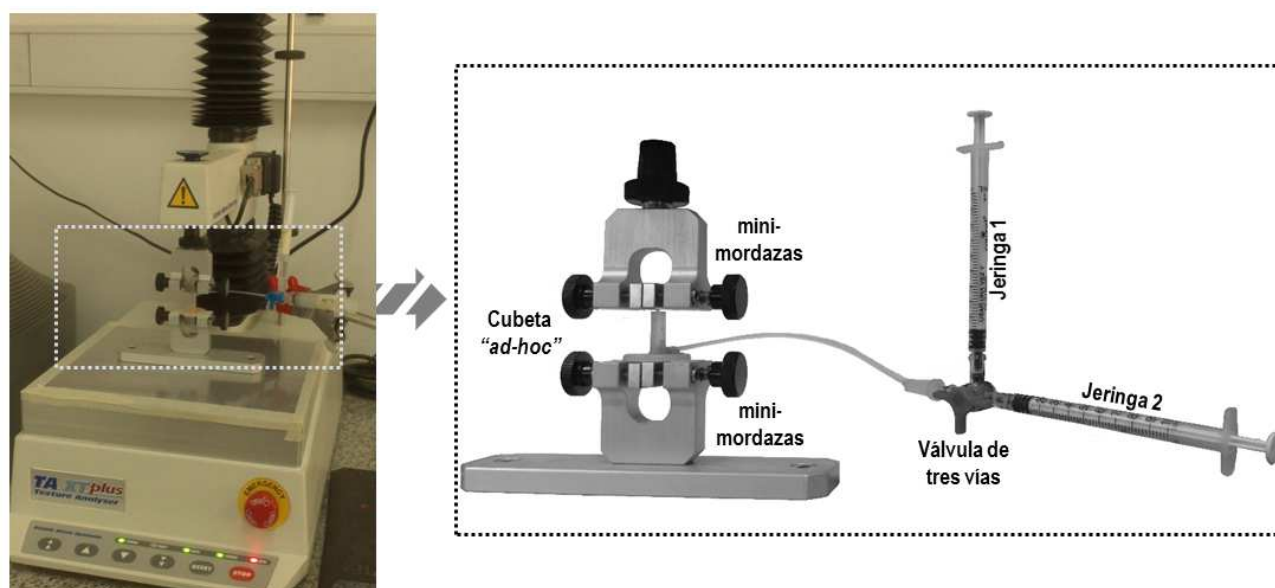 mini-
mordazas
Cubeta
"ad-hoc"
mini-
mordazas
Jeringa 1
Jeringa 2
Válvula de
tres vías
TA XTplus
Texture Analyser
EMERGENCY
STOP